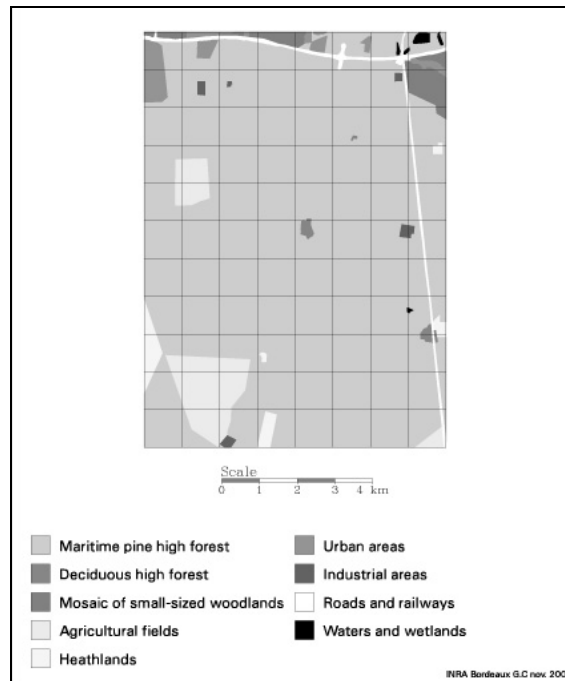 Scale
0 1 2 3 4 km
Maritime pine high forest
Deciduous high forest
Mosaic of small-sized woodlands
Agricultural fields
Heathlands
Urban areas
Industrial areas
Roads and railways
Waters and wetlands
INRA Bordeaux G.C nov. 200